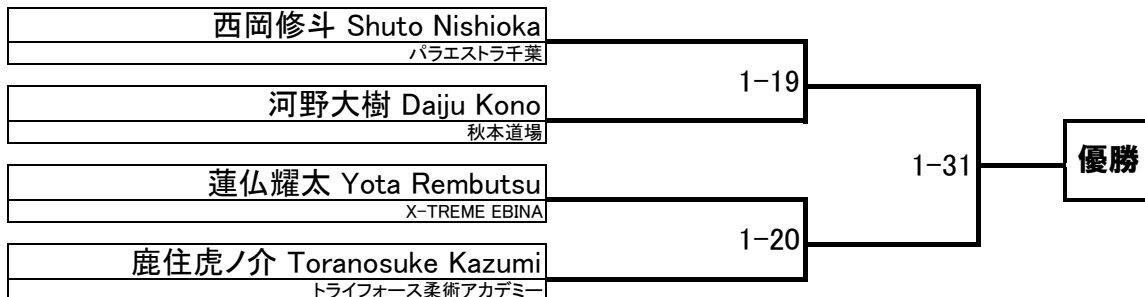 西岡修斗 Shuto Nishioka
パラエストラ千葉
1-19
河野大樹 Daiju Kono
秋本道場
1-31
優勝
蓮仏耀太 Yota Rembutsu
X-TREME EBINA
1-20
鹿住虎ノ介 Toranosuke Kazumi
トライフォース柔術アカデミー